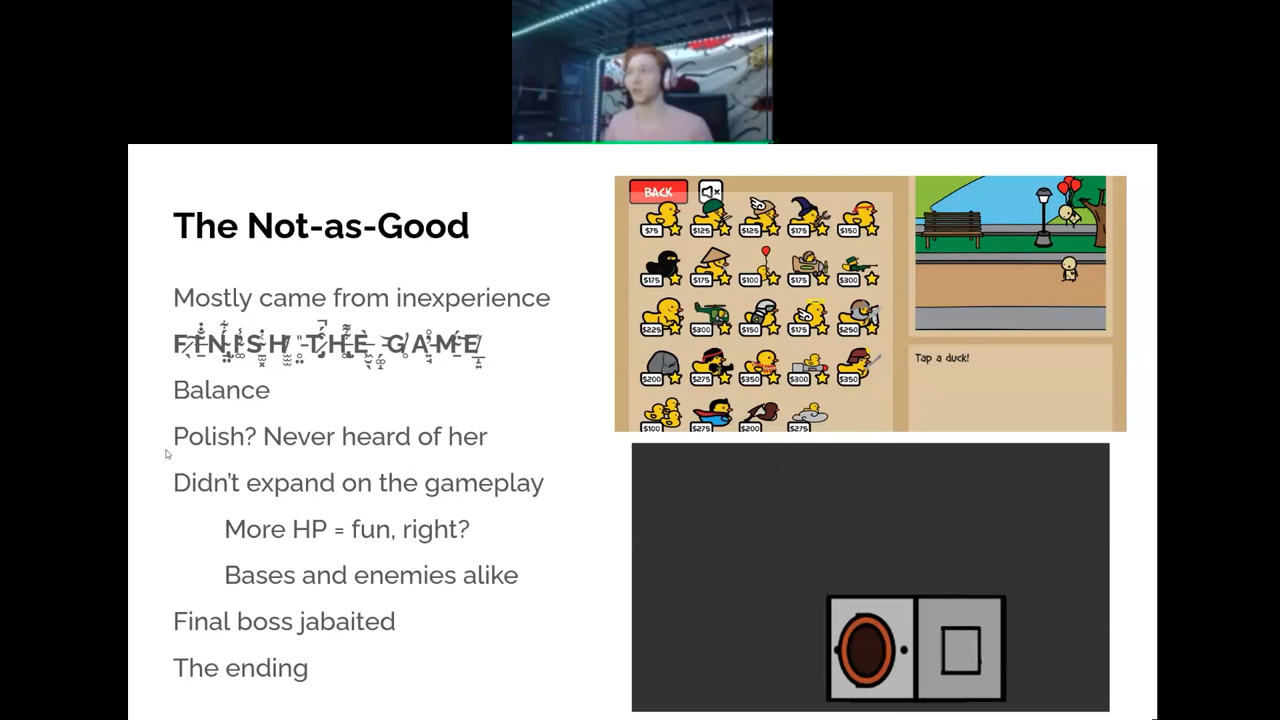 The Not-as-Good
Mostly came from inexperience
FINISH THE GAME
Balance
Polish? Never heard of her
Didn't expand on the gameplay
More HP = fun, right?
Bases and enemies alike
Final boss jabaited
The ending
BACK
$75 $125 $125 $175 $150
$175 $175 $100 $175 $300
$225 $300 $150 $175 $250
$200 $275 $350 $300 $350
$100 $275 $200 $275
Tap a duck!